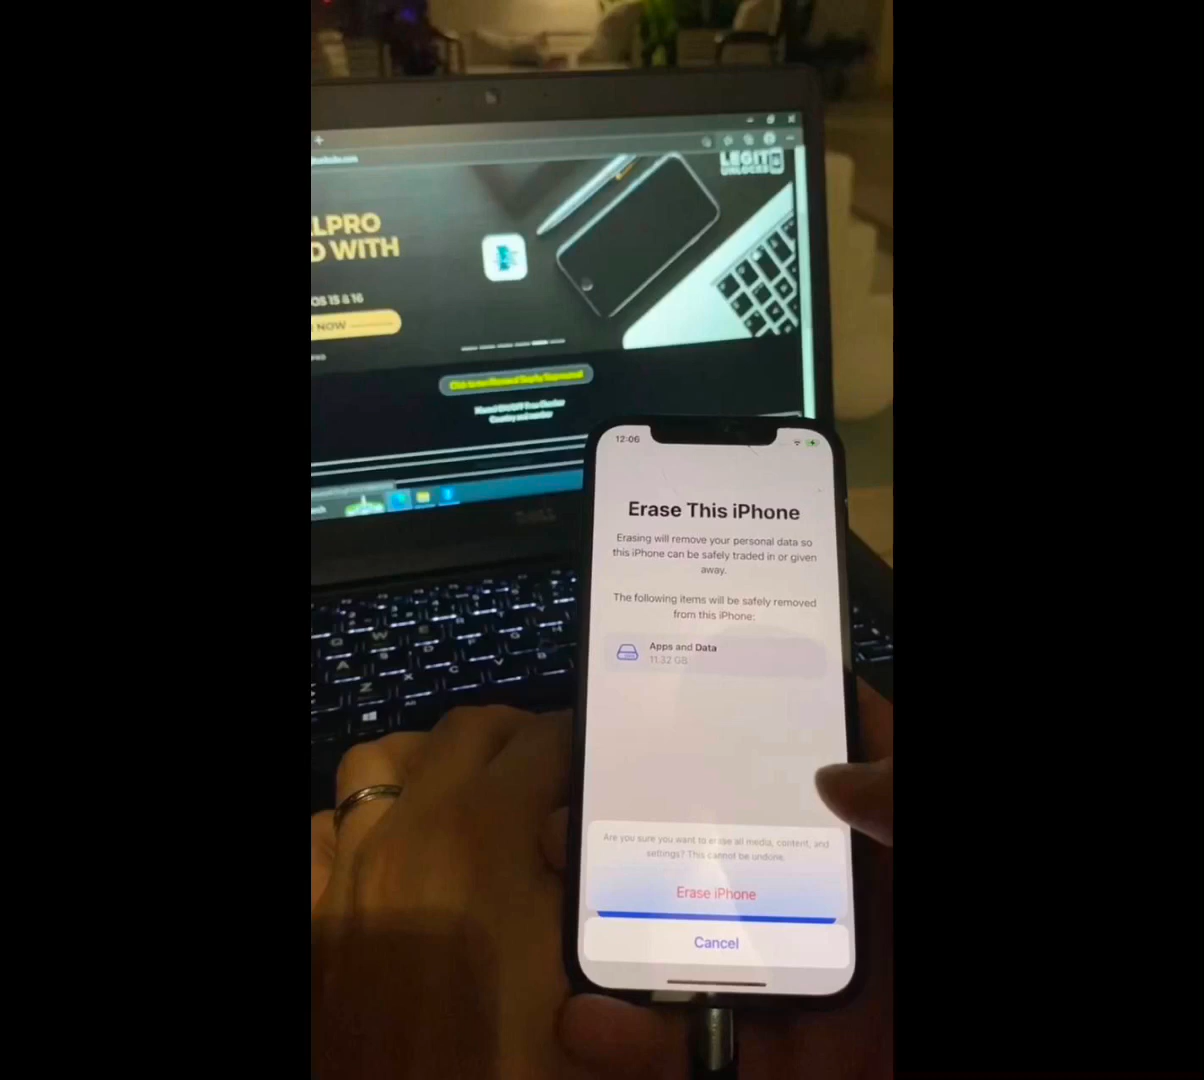 LEGIT
UNLOCKS
LPRO
D WITH
OS 15 & 16
NOW
12:06
Erase This iPhone
Erasing will remove your personal data so
this iPhone can be safely traded in or given
away.
The following items will be safely removed
from this iPhone:
Apps and Data
11.32 GB
Are you sure you want to erase all media, content, and
settings? This cannot be undone.
Erase iPhone
Cancel
DELL